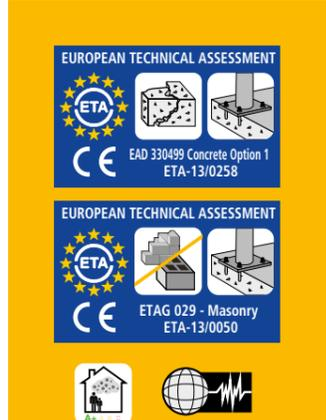 EUROPEAN TECHNICAL ASSESSMENT
ETA
CE
EAD 330499 Concrete Option 1
ETA-13/0258
EUROPEAN TECHNICAL ASSESSMENT
ETA
CE
ETAG 029 - Masonry
ETA-13/0050
A+